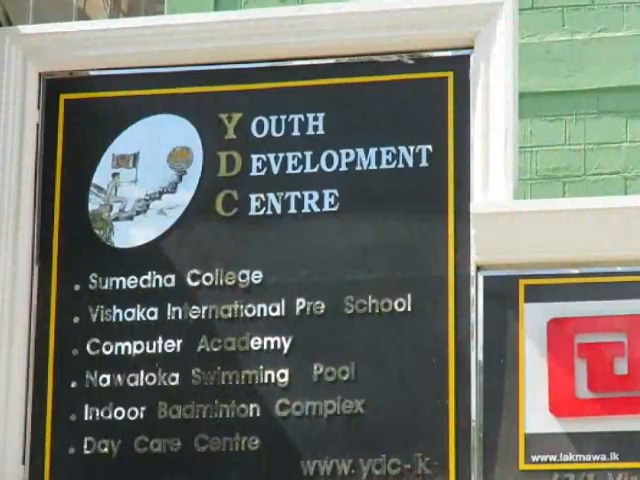 YOUTH
DEVELOPMENT
CENTRE
. Sumedha College
. Vishaka International Pre School
. Computer Academy
. Nawaloka Swimming Pool
. Indoor Badminton Complex
. Day Care Centre
www.ydc-k
www.lakmawa.lk